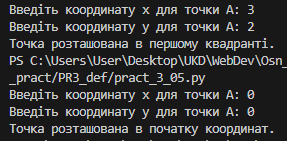 Введіть координату x для точки A: 3
Введіть координату y для точки A: 2
Точка розташована в першому квадранті.
PS C:\Users\User\Desktop\UKD\WebDev\Osn_
_pract/PR3_def/pract_3_05.py
Введіть координату x для точки A: 0
Введіть координату y для точки A: 0
Точка розташована в початку координат.